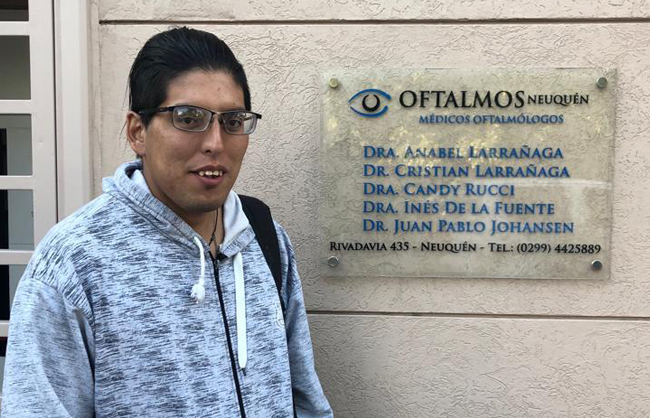 OFTALMOS NEUQUÉN
MÉDICOS OFTALMÓLOGOS
DRA. ANABEL LARRAÑAGA
DR. CRISTIAN LARRAÑAGA
DRA. CANDY RUCCI
DRA. INÉS DE LA FUENTE
DR. JUAN PABLO JOHANSEN
RIVADAVIA 435 - NEUQUÉN - TEL.: (0299) 4425889